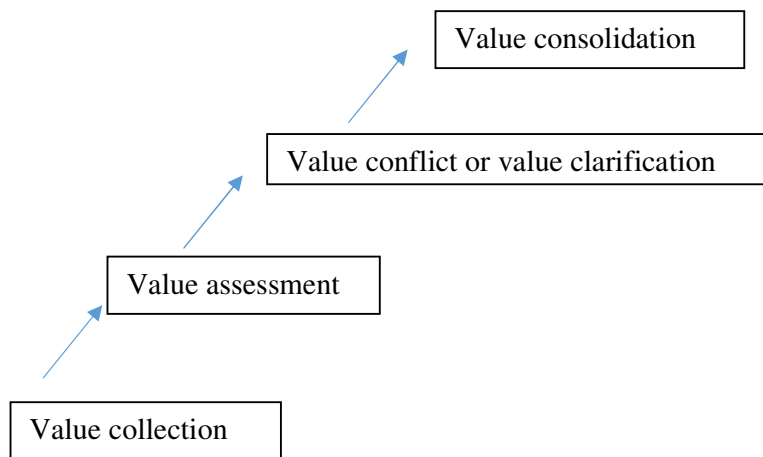 Value consolidation
Value conflict or value clarification
Value assessment
Value collection